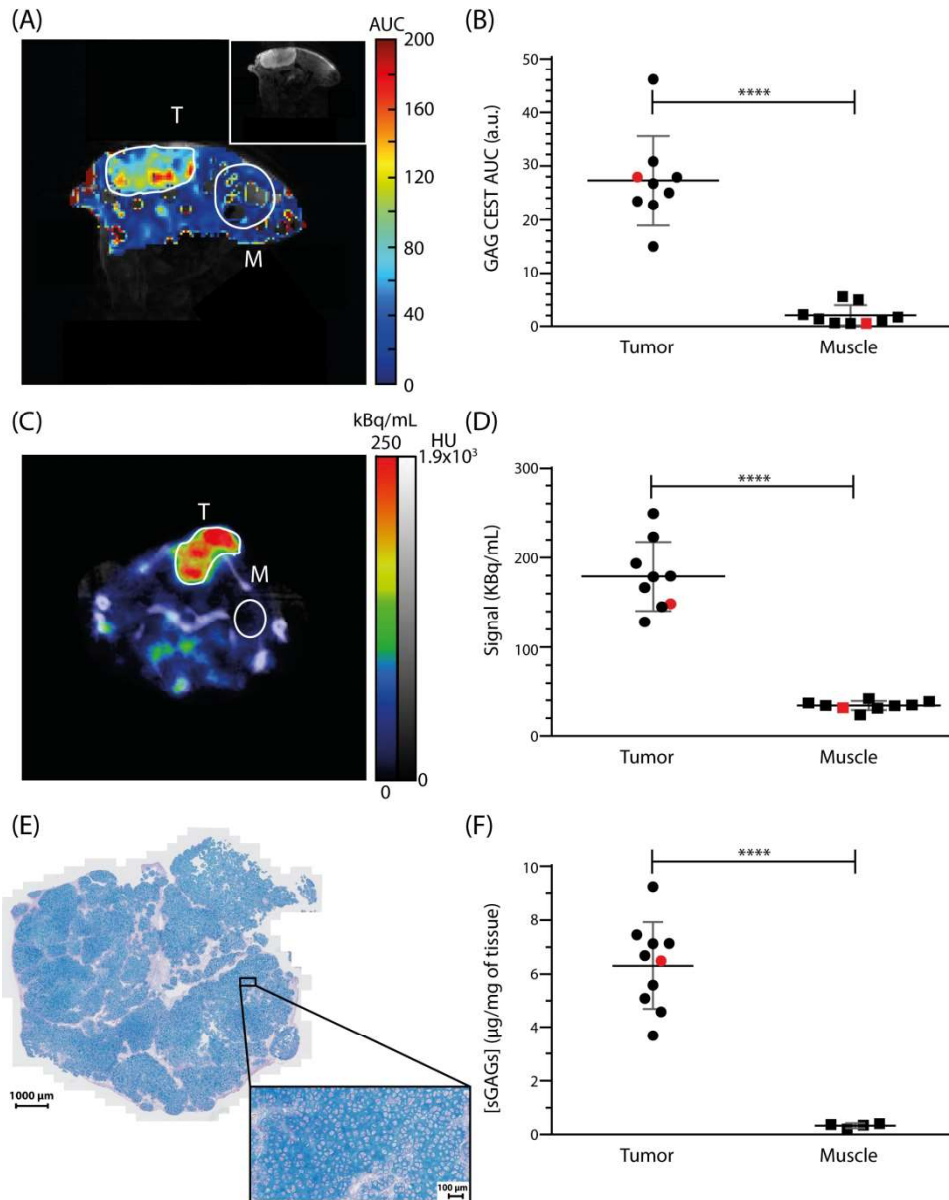 (A)
AUC
200
160
120
80
40
0
T
M
(B)
GAG CEST AUC (a.u.)
50
40
30
20
10
0
****
Tumor
Muscle
(C)
kBq/mL
250
HU
1.9x10³
0
0
T
M
(D)
Signal (KBq/mL)
300
200
100
0
****
Tumor
Muscle
(E)
1000 µm
100 µm
(F)
[sGAGs] (µg/mg of tissue)
10
8
6
4
2
0
****
Tumor
Muscle